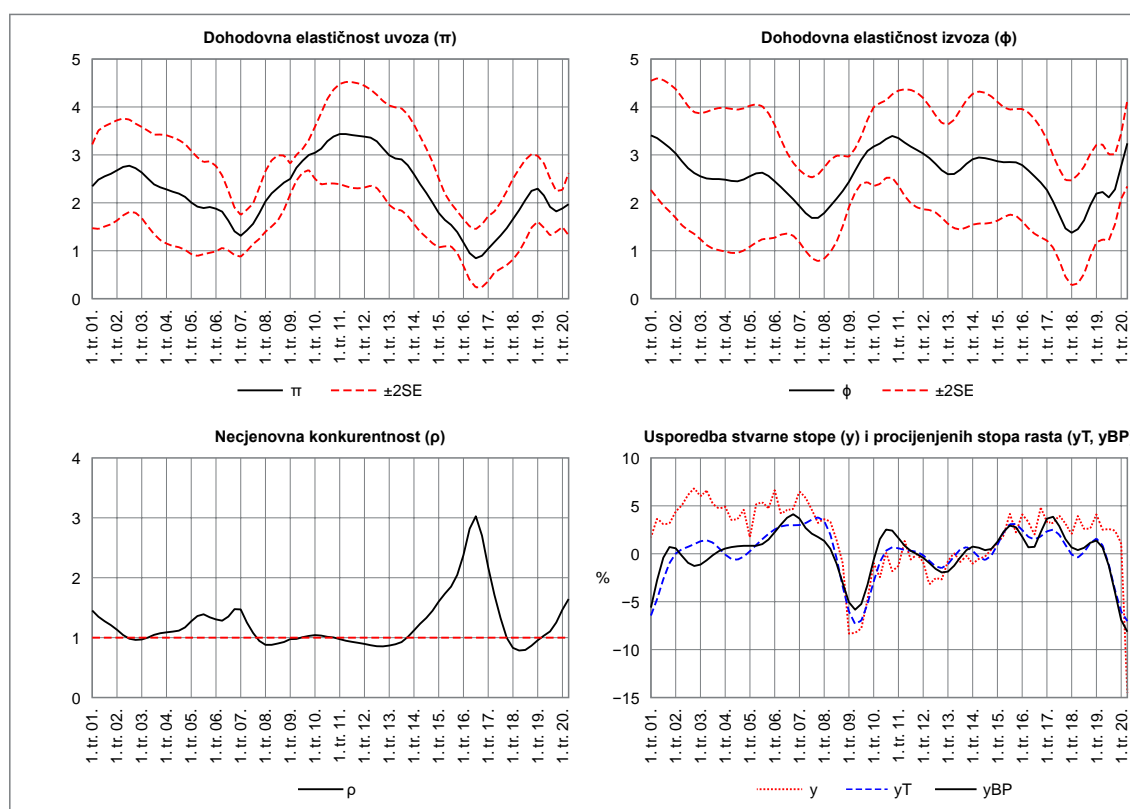 Dohodovna elastičnost uvoza (π)
5
4
3
2
1
0
1. tr. 01.
1. tr. 02.
1. tr. 03.
1. tr. 04.
1. tr. 05.
1. tr. 06.
1. tr. 07.
1. tr. 08.
1. tr. 09.
1. tr. 10.
1. tr. 11.
1. tr. 12.
1. tr. 13.
1. tr. 14.
1. tr. 15.
1. tr. 16.
1. tr. 17.
1. tr. 18.
1. tr. 19.
1. tr. 20.
π ±2SE
Dohodovna elastičnost izvoza (ϕ)
5
4
3
2
1
0
1. tr. 01.
1. tr. 02.
1. tr. 03.
1. tr. 04.
1. tr. 05.
1. tr. 06.
1. tr. 07.
1. tr. 08.
1. tr. 09.
1. tr. 10.
1. tr. 11.
1. tr. 12.
1. tr. 13.
1. tr. 14.
1. tr. 15.
1. tr. 16.
1. tr. 17.
1. tr. 18.
1. tr. 19.
1. tr. 20.
ϕ ±2SE
Necjenovna konkurentnost (ρ)
4
3
2
1
0
1. tr. 01.
1. tr. 02.
1. tr. 03.
1. tr. 04.
1. tr. 05.
1. tr. 06.
1. tr. 07.
1. tr. 08.
1. tr. 09.
1. tr. 10.
1. tr. 11.
1. tr. 12.
1. tr. 13.
1. tr. 14.
1. tr. 15.
1. tr. 16.
1. tr. 17.
1. tr. 18.
1. tr. 19.
1. tr. 20.
ρ
Usporedba stvarne stope (y) i procijenjenih stopa rasta (yT, yBP
10
5
0
%
−5
−10
−15
1. tr. 01.
1. tr. 02.
1. tr. 03.
1. tr. 04.
1. tr. 05.
1. tr. 06.
1. tr. 07.
1. tr. 08.
1. tr. 09.
1. tr. 10.
1. tr. 11.
1. tr. 12.
1. tr. 13.
1. tr. 14.
1. tr. 15.
1. tr. 16.
1. tr. 17.
1. tr. 18.
1. tr. 19.
1. tr. 20.
y yT yBP